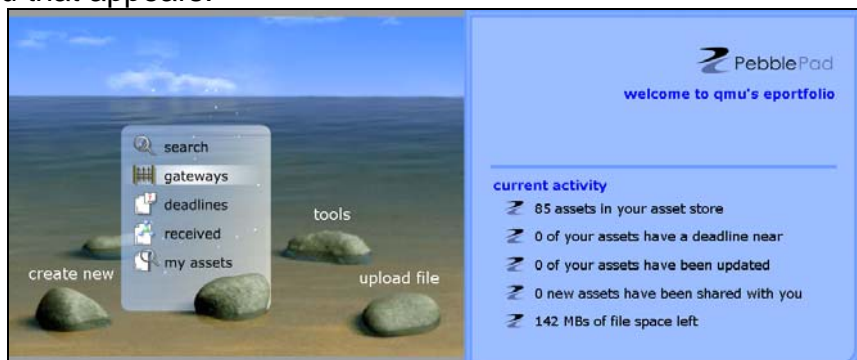 that appears.
search
gateways
deadlines
received
my assets
tools
create new
upload file
PebblePad
welcome to qmu's eportfolio
current activity
85 assets in your asset store
0 of your assets have a deadline near
0 of your assets have been updated
0 new assets have been shared with you
142 MBs of file space left